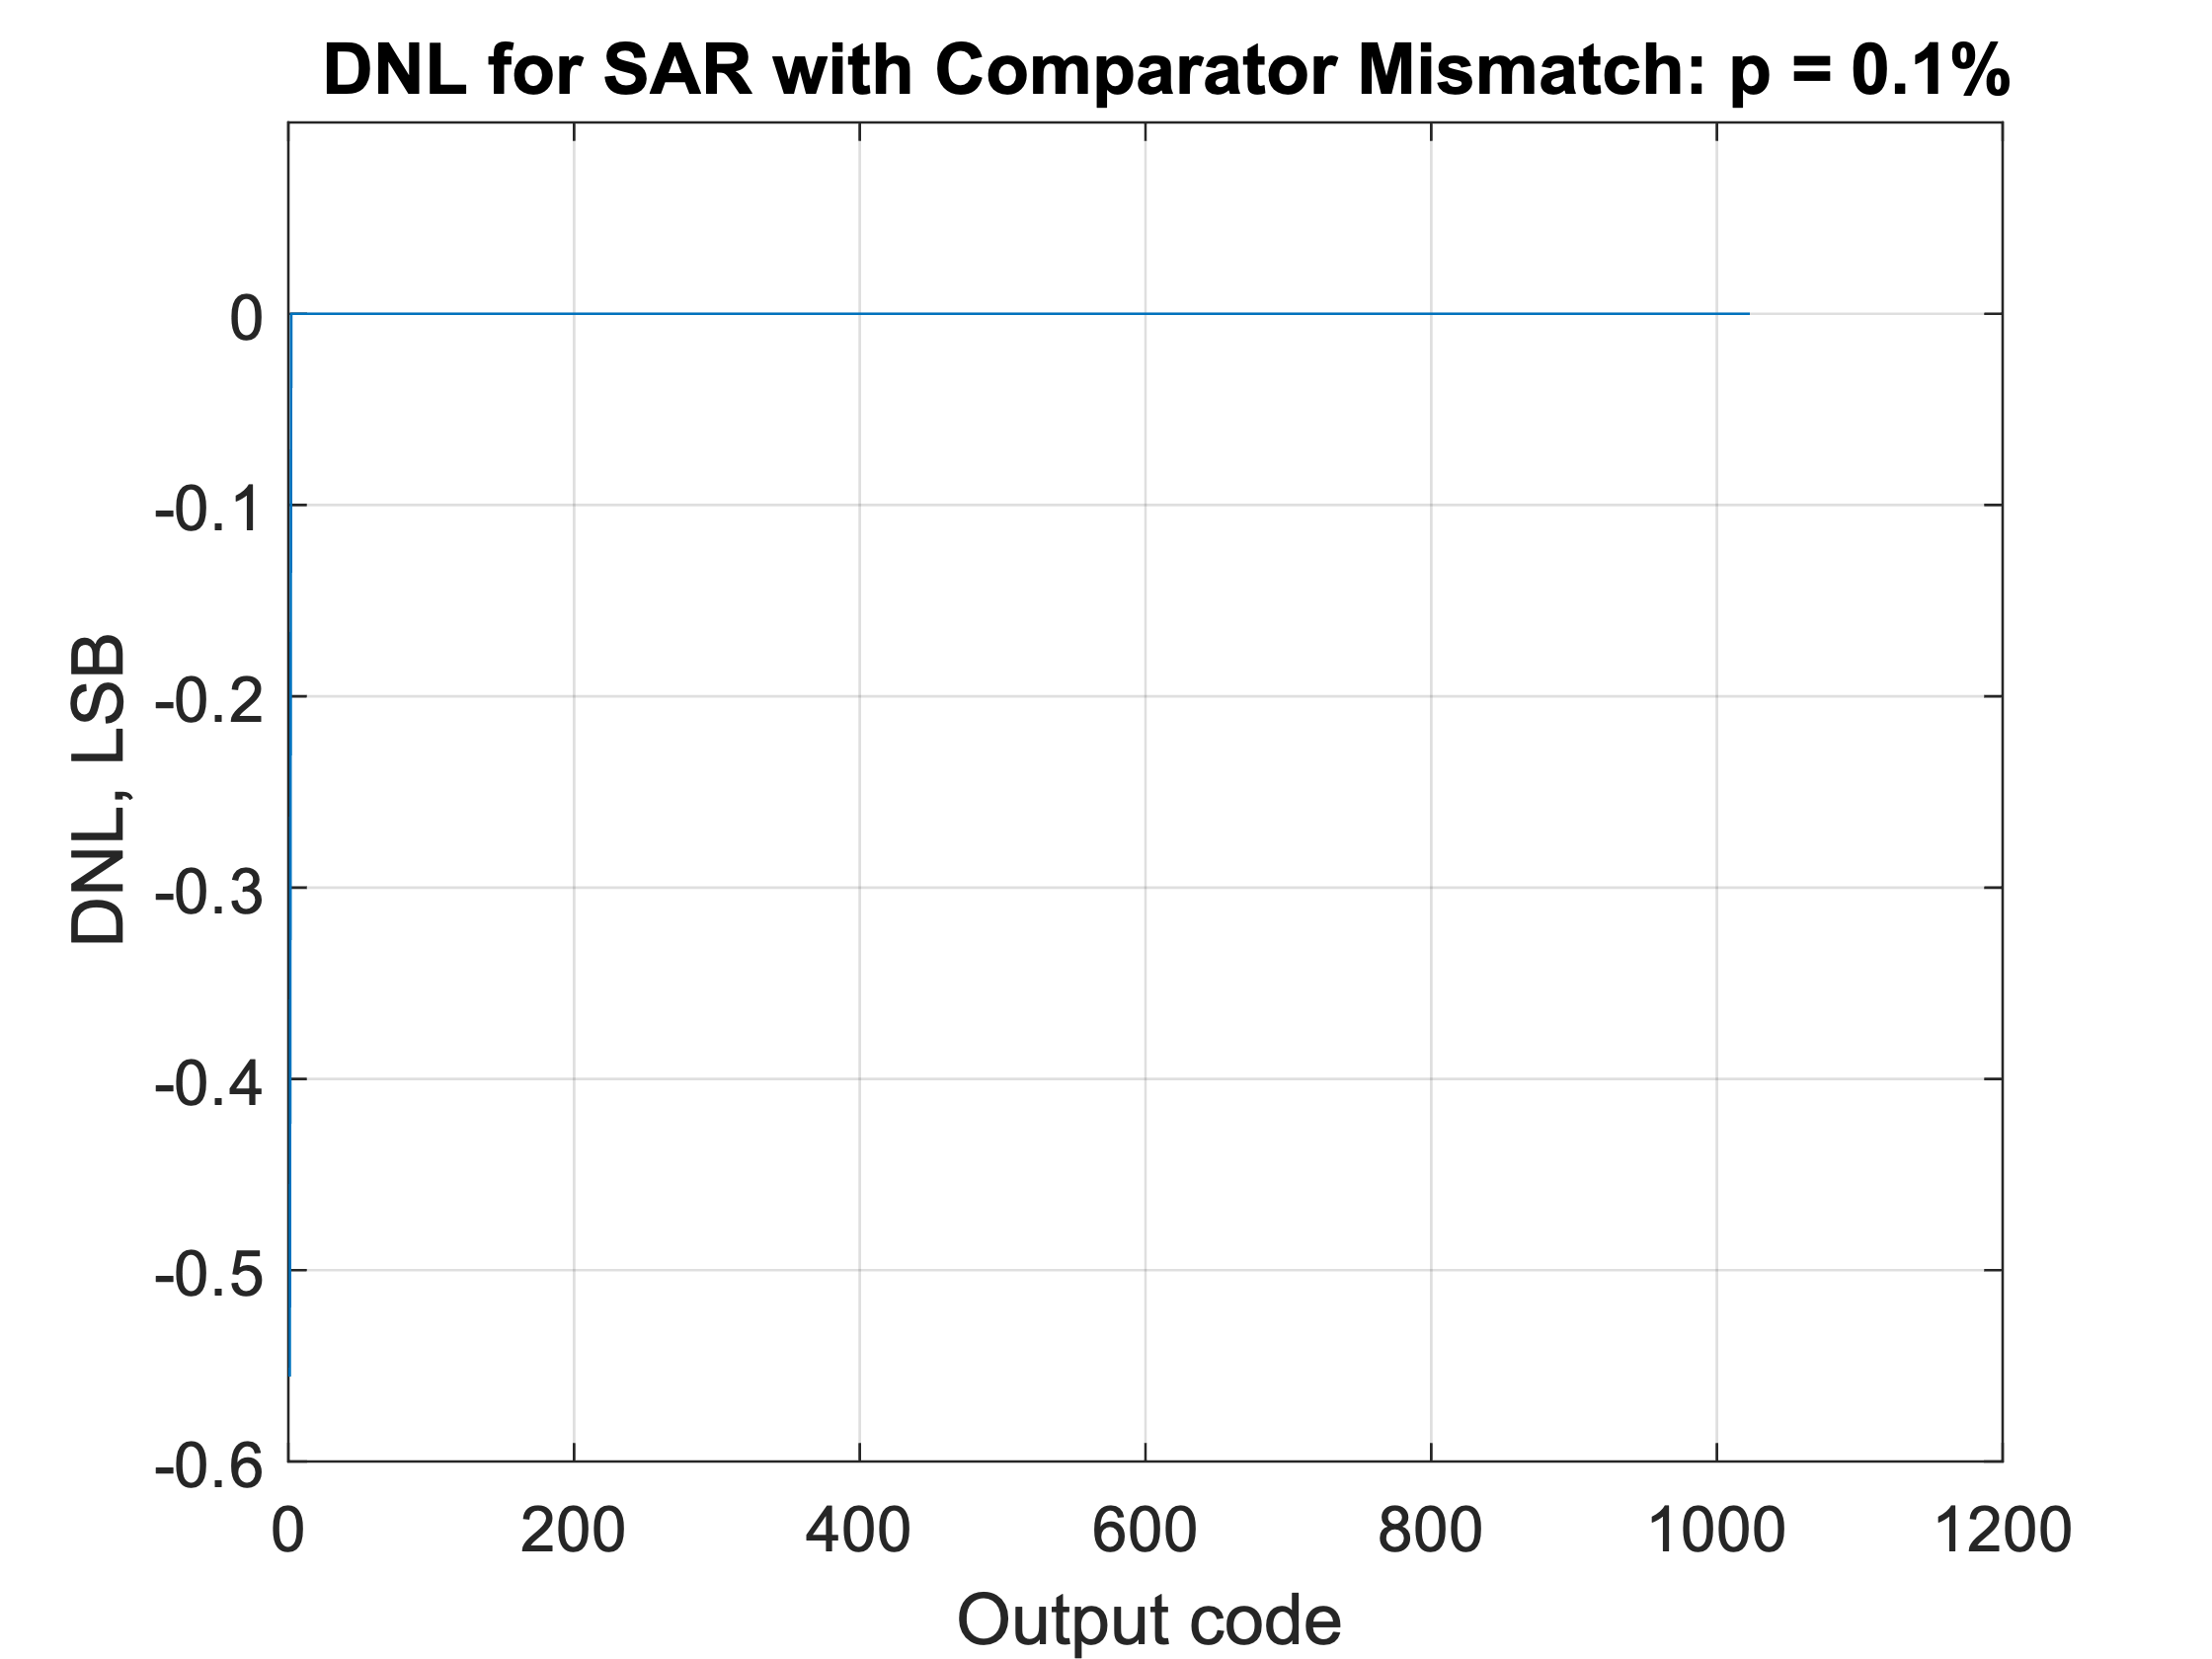 DNL for SAR with Comparator Mismatch: p = 0.1%
DNL, LSB
0
-0.1
-0.2
-0.3
-0.4
-0.5
-0.6
0 200 400 600 800 1000 1200
Output code